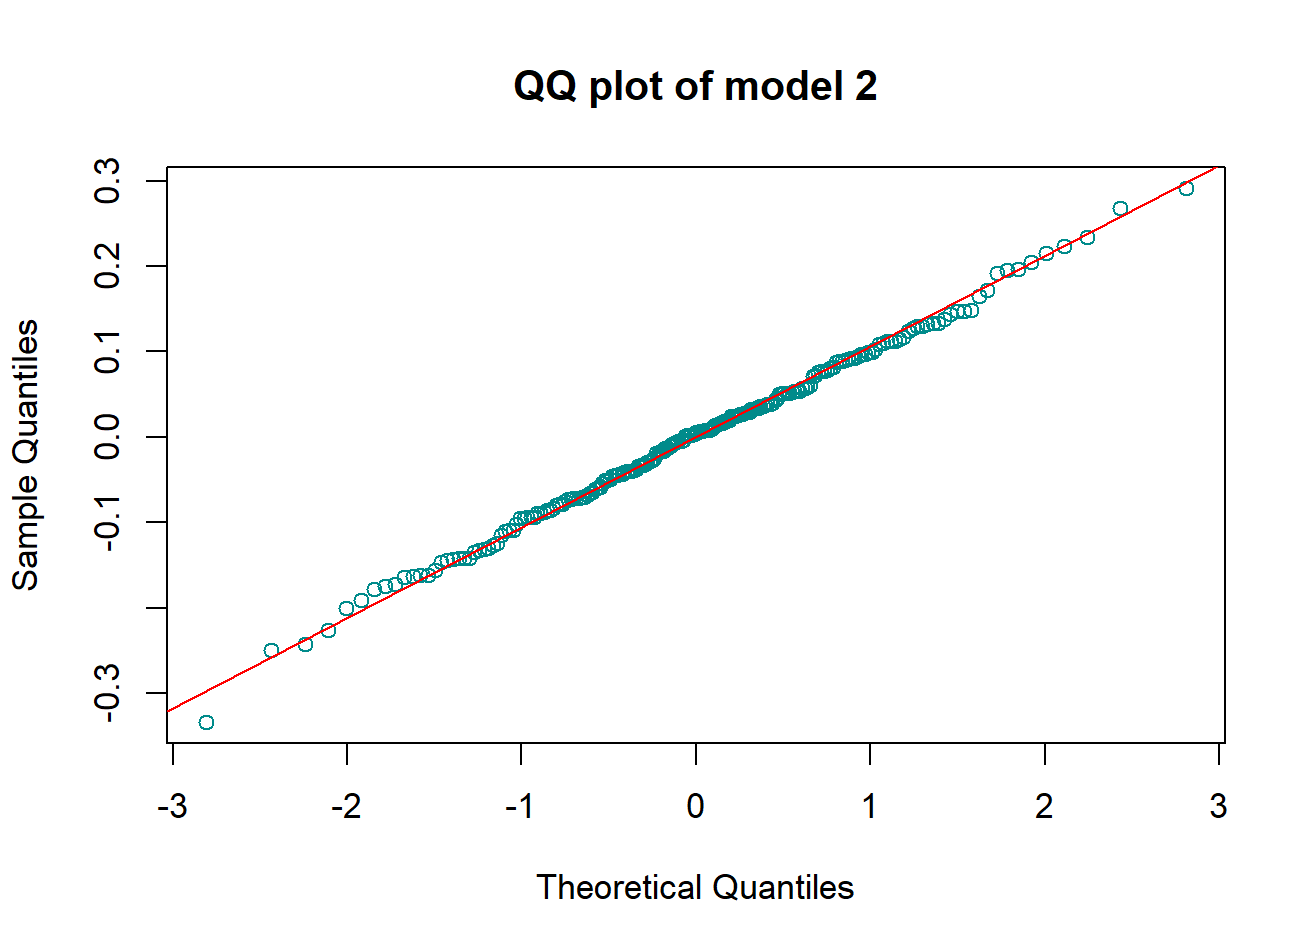 QQ plot of model 2
Sample Quantiles
0.3
0.2
0.1
0.0
-0.1
-0.3
-3 -2 -1 0 1 2 3
Theoretical Quantiles